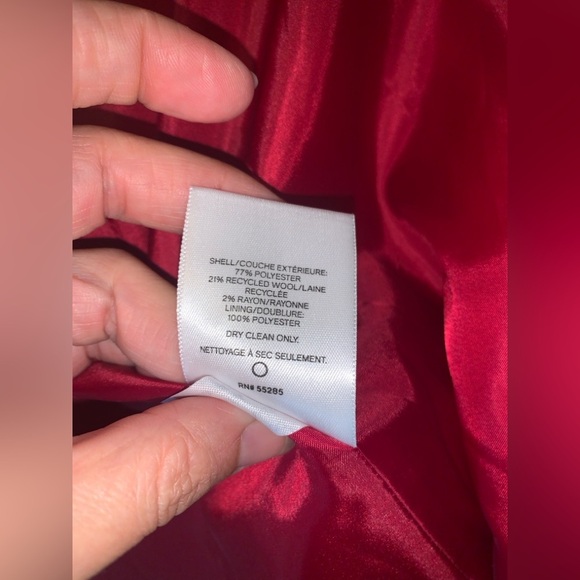 SHELL/COUCHE EXTÉRIEURE:
77% POLYESTER
21% RECYCLED WOOL/LAINE
RECYCLÉE
2% RAYON/RAYONNE
LINING/DOUBLURE:
100% POLYESTER
DRY CLEAN ONLY.
NETTOYAGE À SEC SEULEMENT.
RN# 55285